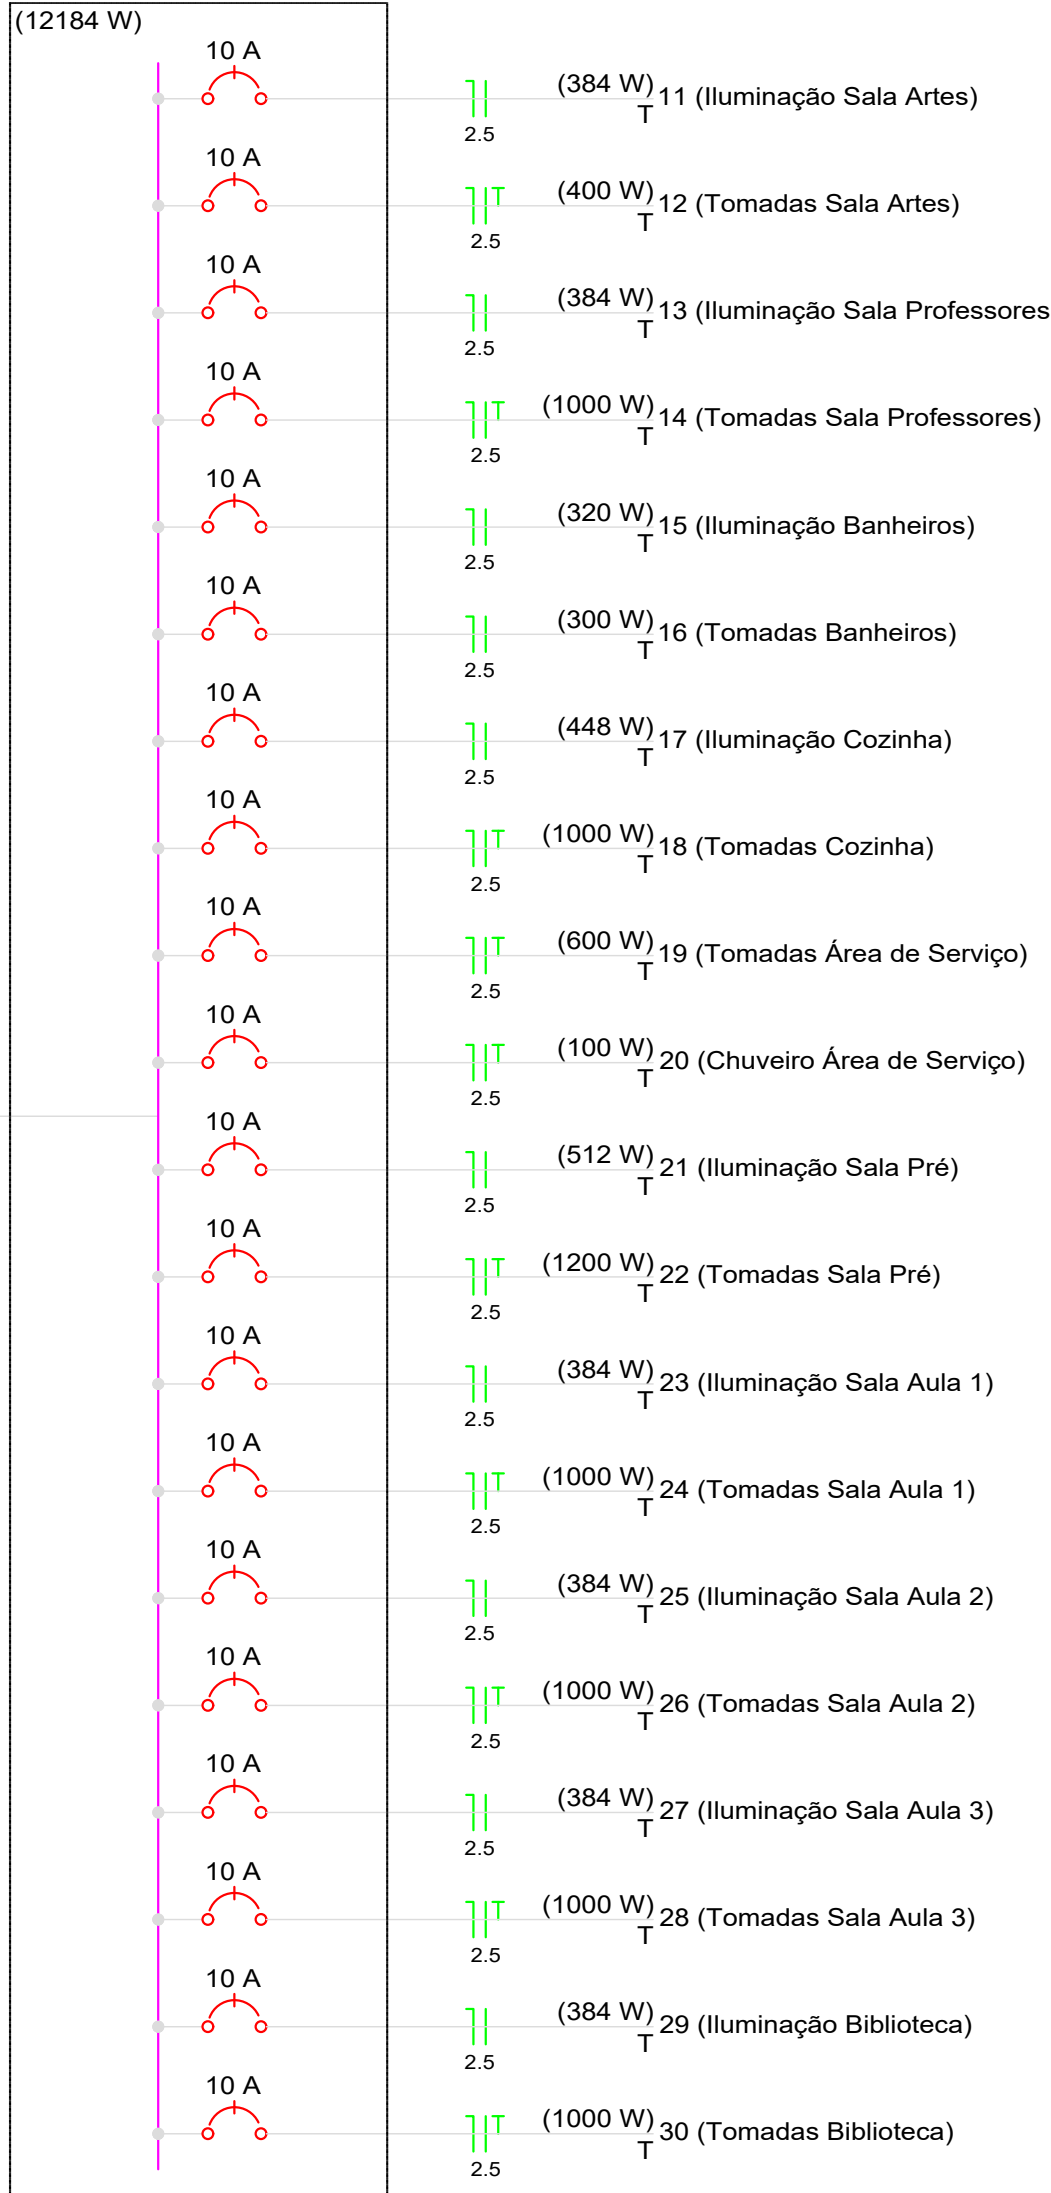 (12184 W)
10 A
(384 W) 11 (Iluminação Sala Artes)
T
2.5
10 A
(400 W) 12 (Tomadas Sala Artes)
T
2.5
10 A
(384 W) 13 (Iluminação Sala Professores
T
2.5
10 A
(1000 W) 14 (Tomadas Sala Professores)
T
2.5
10 A
(320 W) 15 (Iluminação Banheiros)
T
2.5
10 A
(300 W) 16 (Tomadas Banheiros)
T
2.5
10 A
(448 W) 17 (Iluminação Cozinha)
T
2.5
10 A
(1000 W) 18 (Tomadas Cozinha)
T
2.5
10 A
(600 W) 19 (Tomadas Área de Serviço)
T
2.5
10 A
(100 W) 20 (Chuveiro Área de Serviço)
T
2.5
10 A
(512 W) 21 (Iluminação Sala Pré)
T
2.5
10 A
(1200 W) 22 (Tomadas Sala Pré)
T
2.5
10 A
(384 W) 23 (Iluminação Sala Aula 1)
T
2.5
10 A
(1000 W) 24 (Tomadas Sala Aula 1)
T
2.5
10 A
(384 W) 25 (Iluminação Sala Aula 2)
T
2.5
10 A
(1000 W) 26 (Tomadas Sala Aula 2)
T
2.5
10 A
(384 W) 27 (Iluminação Sala Aula 3)
T
2.5
10 A
(1000 W) 28 (Tomadas Sala Aula 3)
T
2.5
10 A
(384 W) 29 (Iluminação Biblioteca)
T
2.5
10 A
(1000 W) 30 (Tomadas Biblioteca)
T
2.5